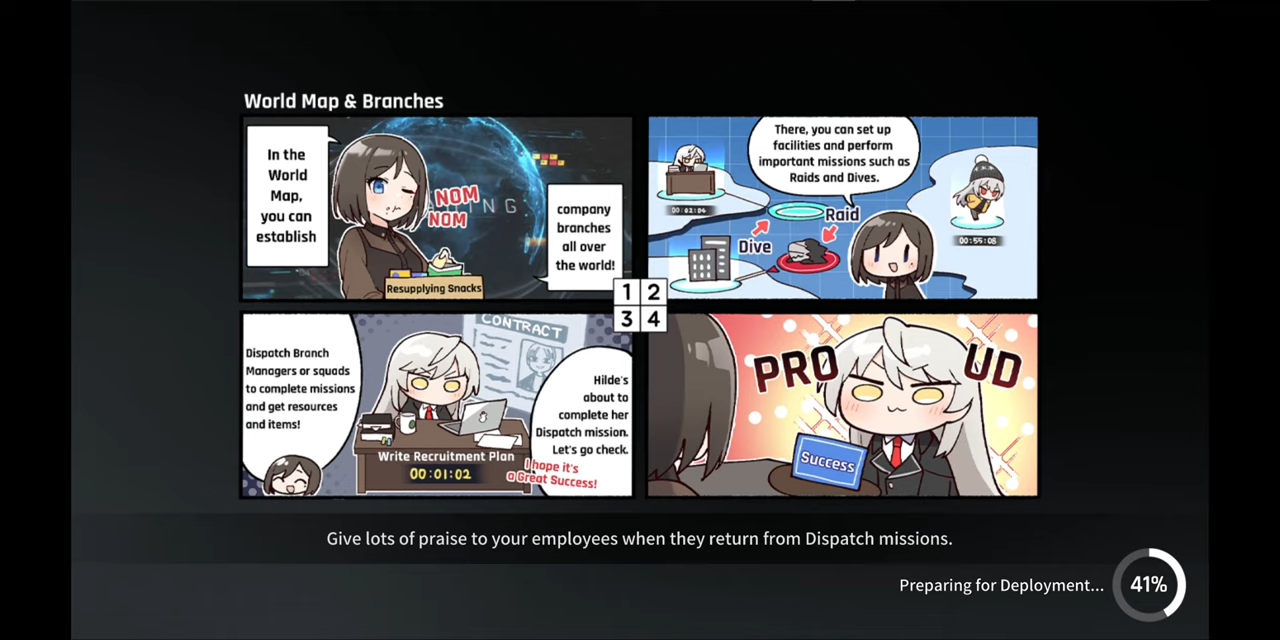 World Map & Branches
In the
World
Map,
you can
establish
NOM
NOM
company
branches
all over
the world!
Resupplying Snacks
There, you can set up
facilities and perform
important missions such as
Raids and Dives.
00:02:04
Raid
Dive
00:55:08
1 2
3 4
Dispatch Branch
Managers or squads
to complete missions
and get resources
and items!
CONTRACT
Hilde's
about to
complete her
Dispatch mission.
Let's go check.
I hope it's
a Great Success!
Write Recruitment Plan
00:01:02
PROUD
Success
Give lots of praise to your employees when they return from Dispatch missions.
Preparing for Deployment...
41%